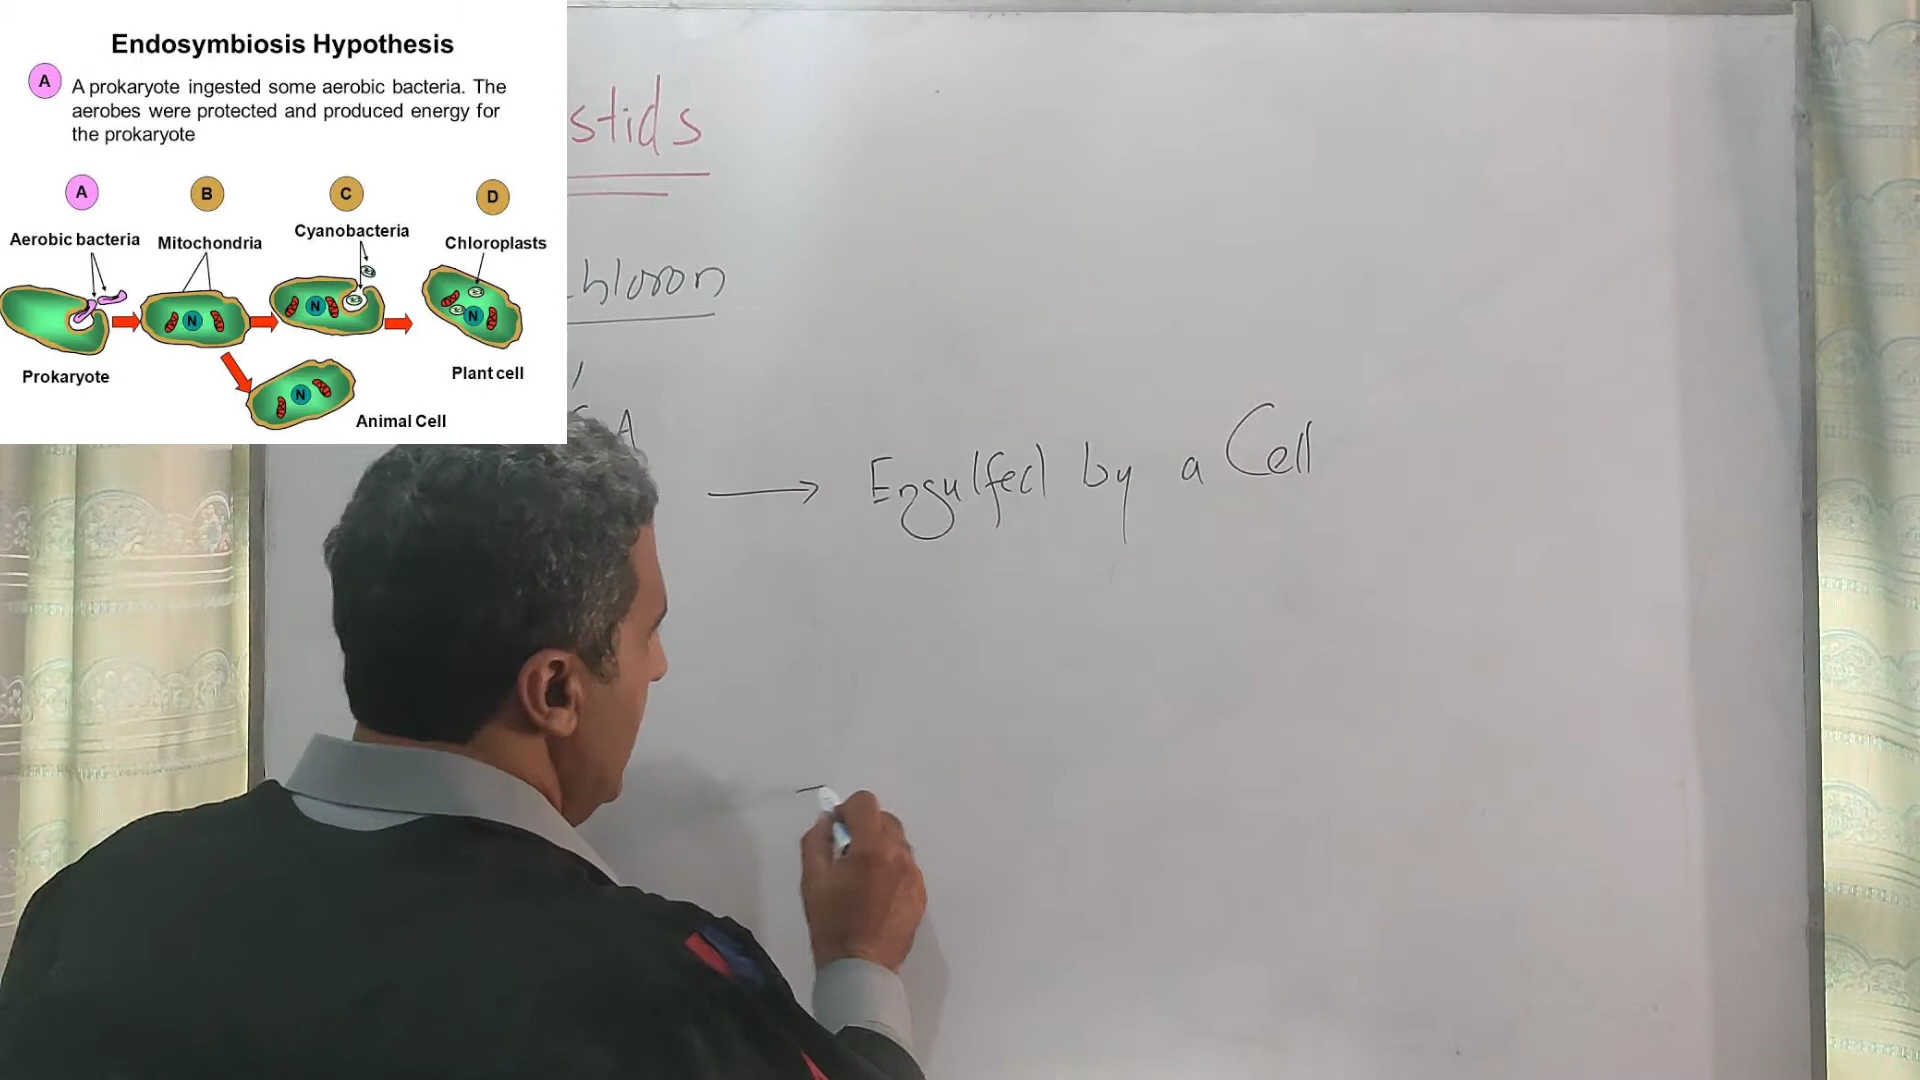 Endosymbiosis Hypothesis
A
A prokaryote ingested some aerobic bacteria. The
aerobes were protected and produced energy for
the prokaryote
A B C D
Aerobic bacteria Mitochondria Cyanobacteria Chloroplasts
N N N
Prokaryote Plant cell
N
Animal Cell
stids
hloron
A
Engulfed by a Cell